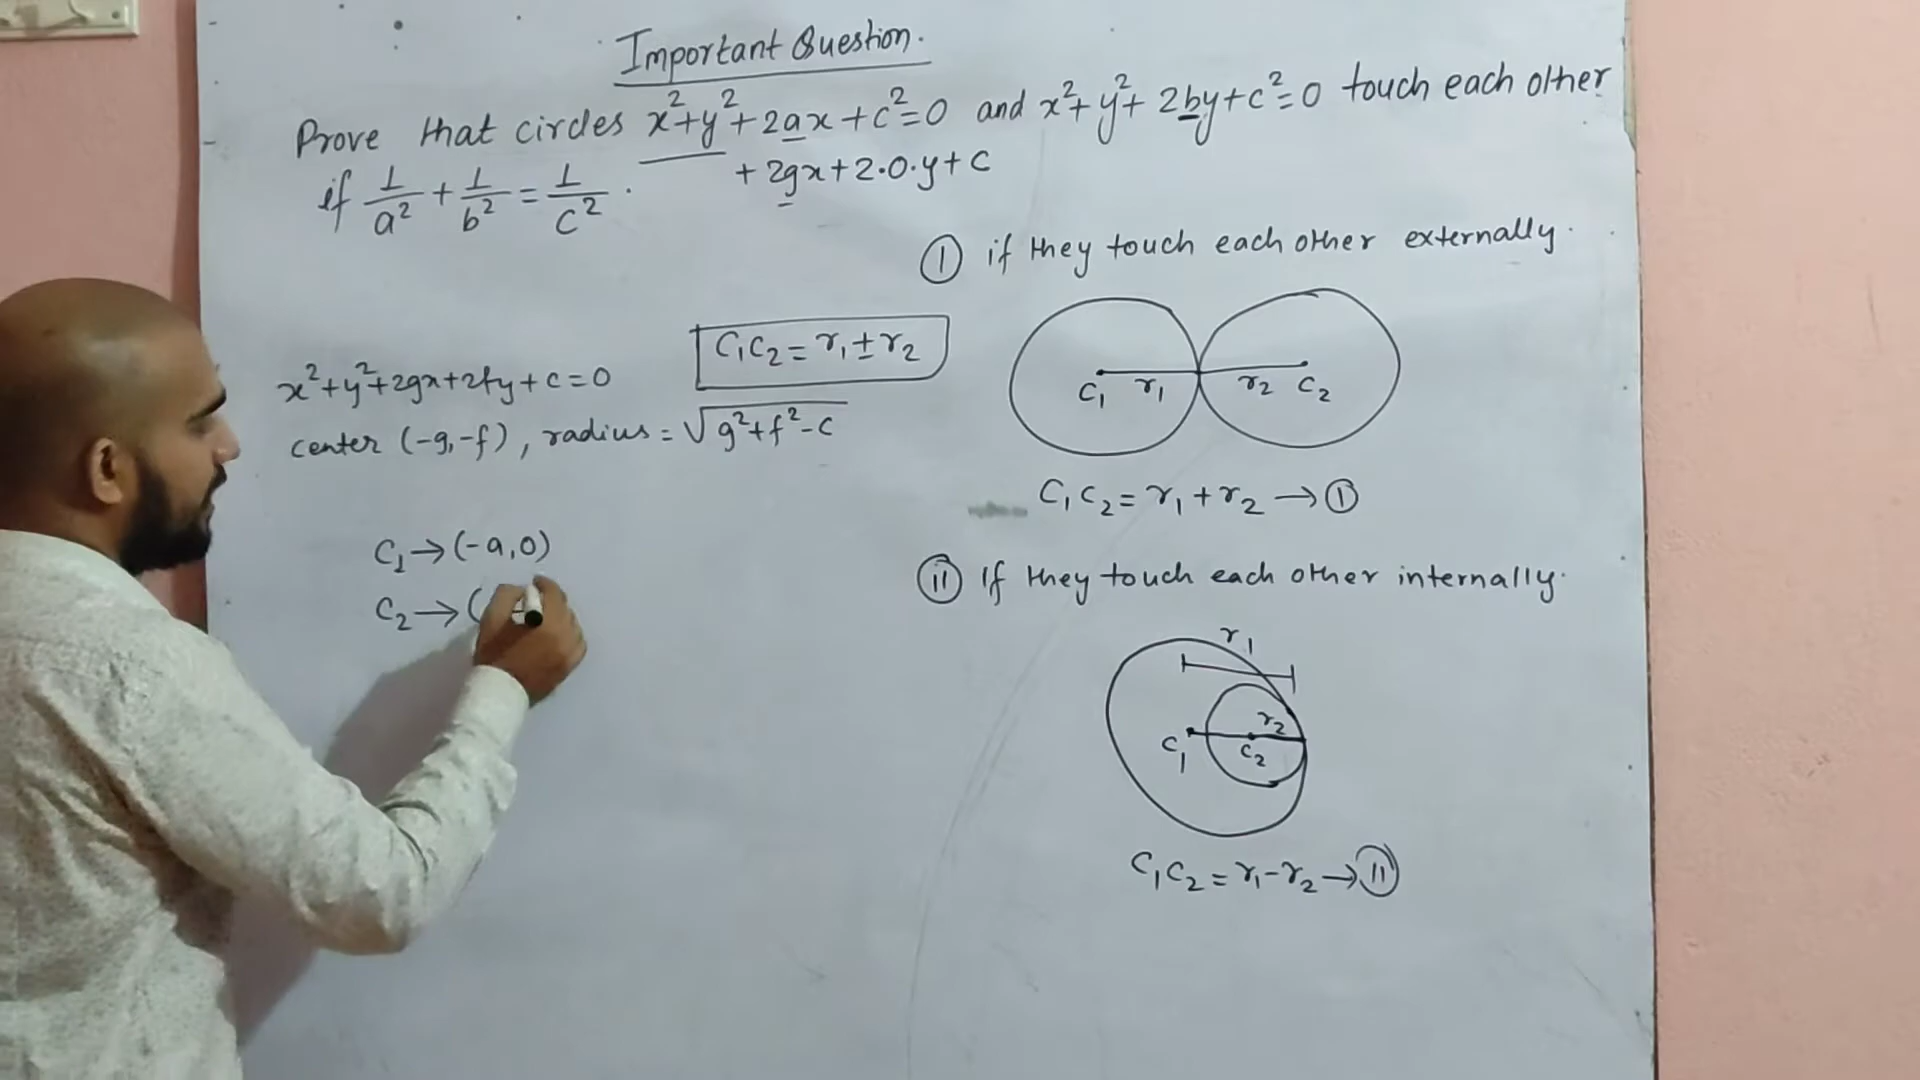 Important Question.
Prove that circles x²+y²+2ax+c²=0 and x²+y²+2by+c²=0 touch each other
if 1/a² + 1/b² = 1/c².
+2gx+2·0·y+c
① if they touch each other externally.
C₁C₂ = r₁ ± r₂
x²+y²+2gx+2fy+c=0
center (-g,-f), radius = √g²+f²-c
C₁ r₁ r₂ C₂
C₁C₂ = r₁+r₂ → ①
C₁ → (-a,0)
C₂ → (
⑪ If they touch each other internally.
r₁
r₂
C₁ C₂
C₁C₂ = r₁-r₂ → ⑪